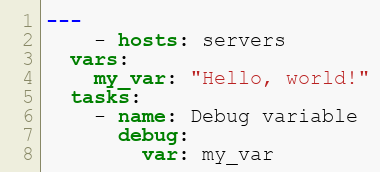 1 ---
2     - hosts: servers
3   vars:
4     my_var: "Hello, world!"
5   tasks:
6     - name: Debug variable
7       debug:
8         var: my_var